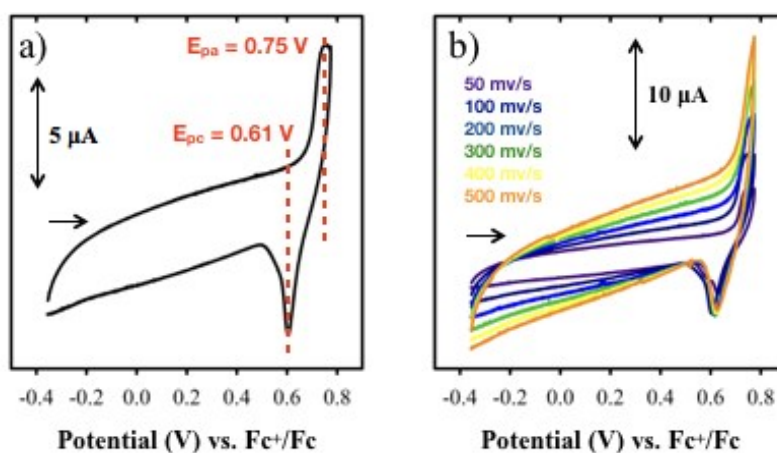 a)
E_pa = 0.75 V
5 μA
E_pc = 0.61 V
-0.4 -0.2 0.0 0.2 0.4 0.6 0.8
Potential (V) vs. Fc⁺/Fc
b)
50 mv/s
100 mv/s
200 mv/s
300 mv/s
400 mv/s
500 mv/s
10 μA
-0.4 -0.2 0.0 0.2 0.4 0.6 0.8
Potential (V) vs. Fc⁺/Fc